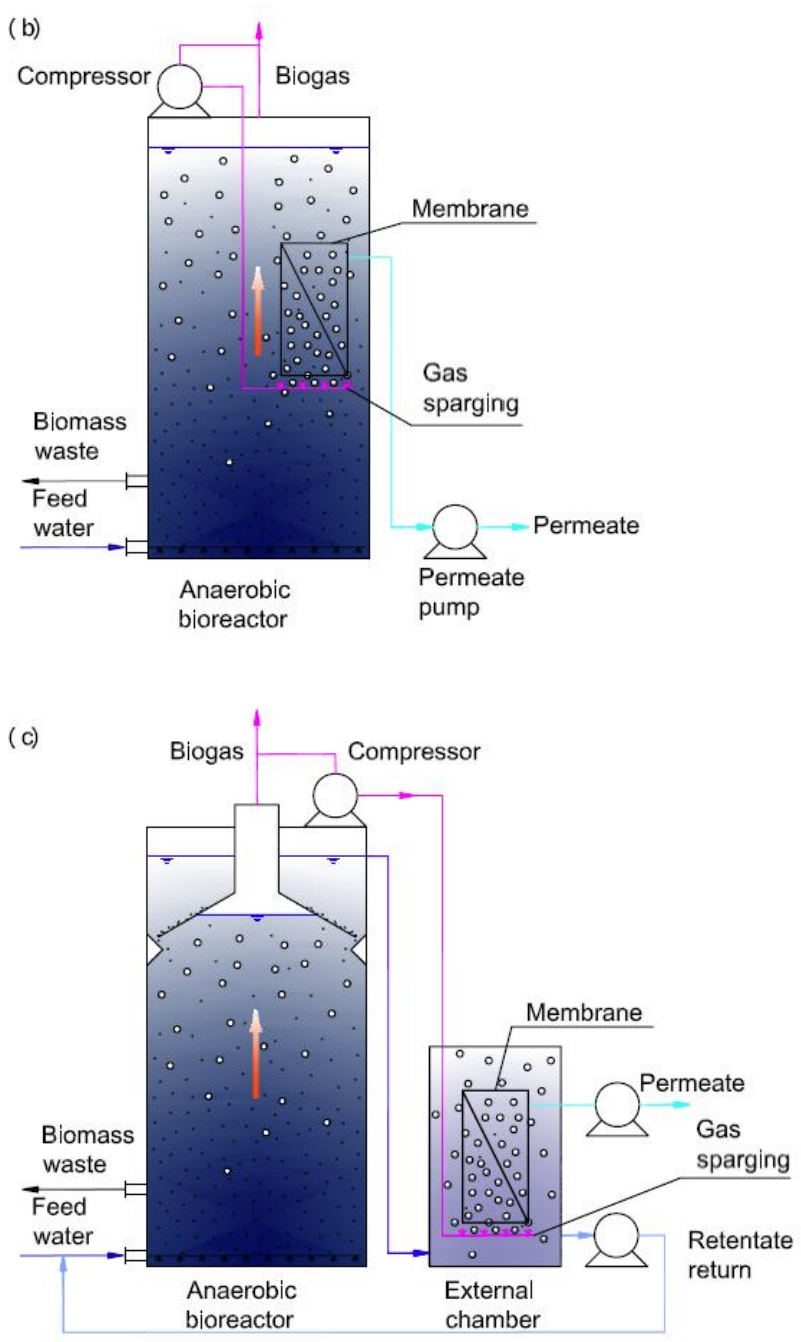 (b)
Compressor
Biogas
Membrane
Gas
sparging
Biomass
waste
Feed
water
Permeate
Permeate
pump
Anaerobic
bioreactor
(c)
Biogas
Compressor
Membrane
Permeate
Gas
sparging
Biomass
waste
Feed
water
Retentate
return
Anaerobic
bioreactor
External
chamber